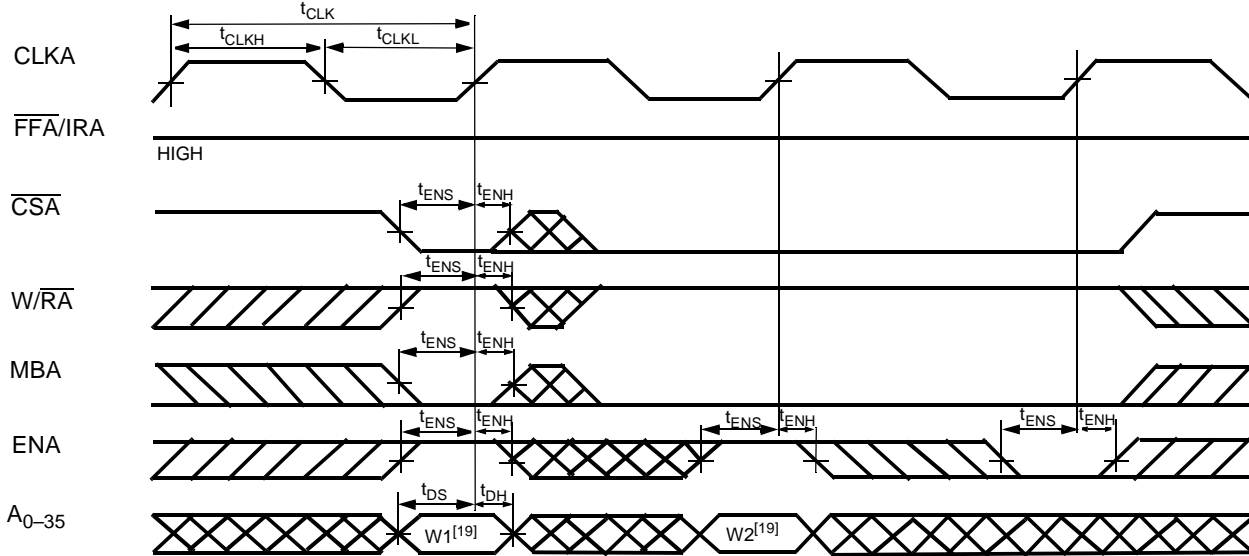 tCLK
tCLKH tCLKL
CLKA
FFA/IRA
HIGH
tENS tENH
CSA
tENS tENH
W/RA
tENS tENH
MBA
tENS tENH tENS tENH tENS tENH
ENA
tDS tDH
A0–35
W1[19] W2[19]